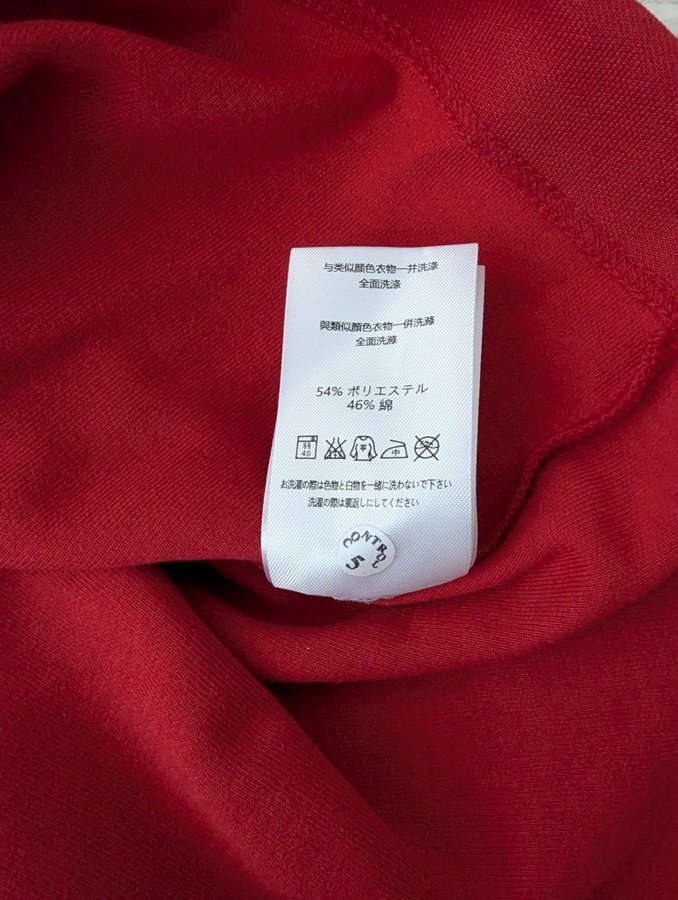 与类似颜色衣物一并洗涤
全面洗涤
與類似顏色衣物一併洗滌
全面洗滌
54% ポリエステル
46% 綿
40
平
中
お洗濯の際は色物と白物を一緒に洗わないで下さい
洗濯の際は裏返しにしてください
CONTROL
5